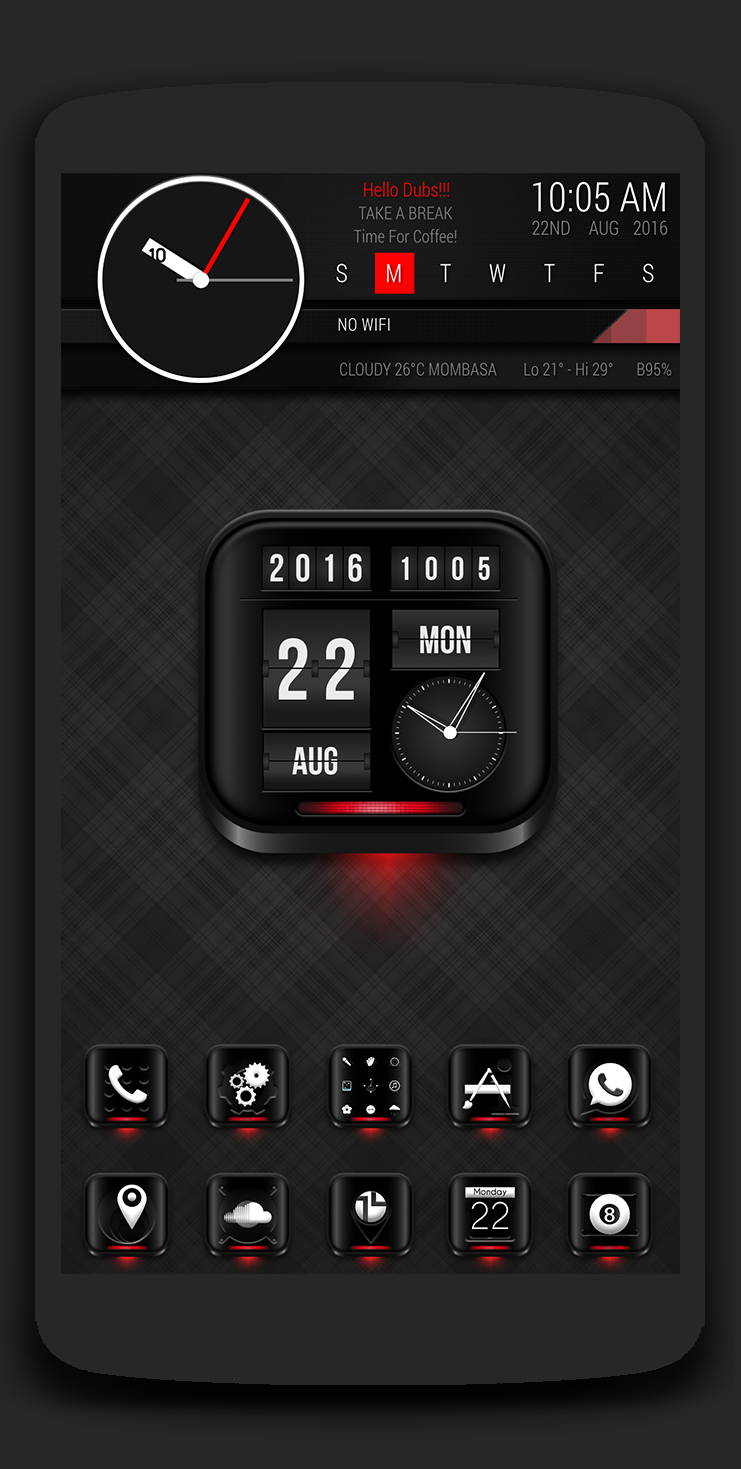 Hello Dubs!!!
TAKE A BREAK
Time For Coffee!
10:05 AM
22ND AUG 2016
S M T W T F S
10
NO WIFI
CLOUDY 26°C MOMBASA Lo 21° - Hi 29° B95%
2016 1005
22
MON
AUG
Monday
22
8